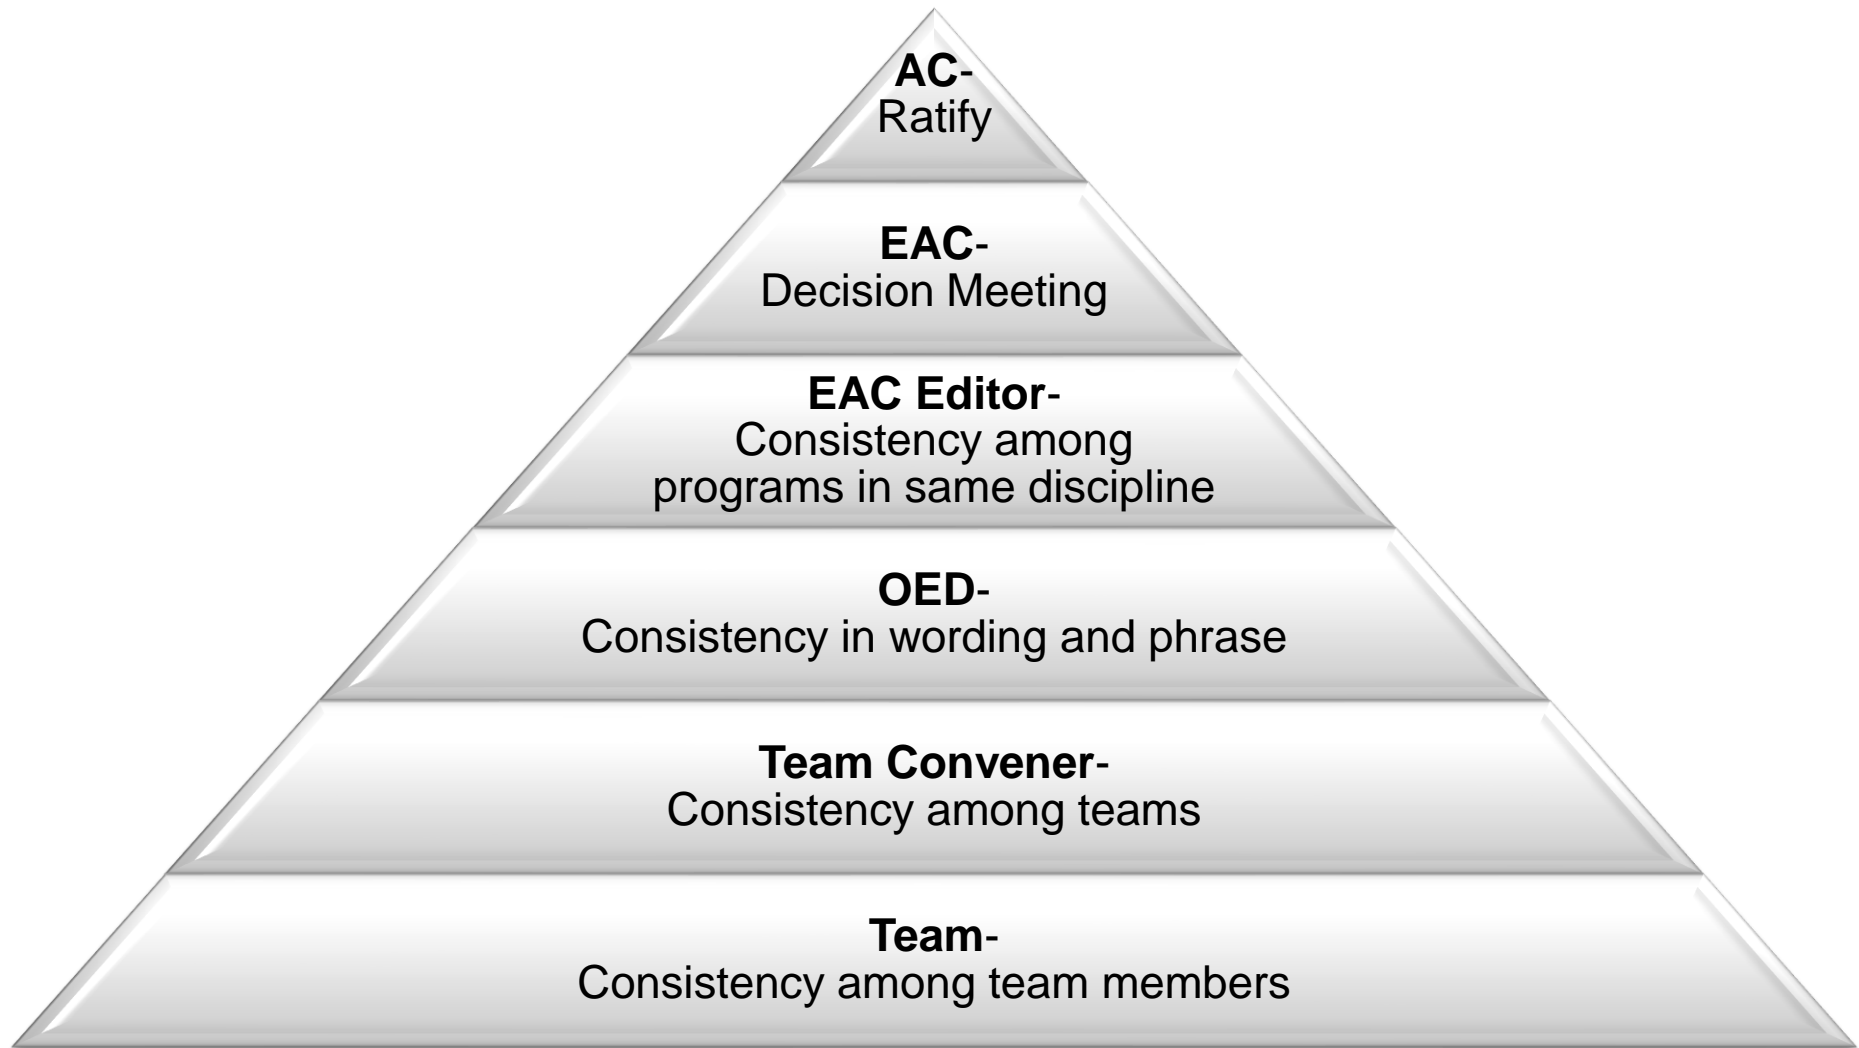 AC-
Ratify
EAC-
Decision Meeting
EAC Editor-
Consistency among
programs in same discipline
OED-
Consistency in wording and phrase
Team Convener-
Consistency among teams
Team-
Consistency among team members